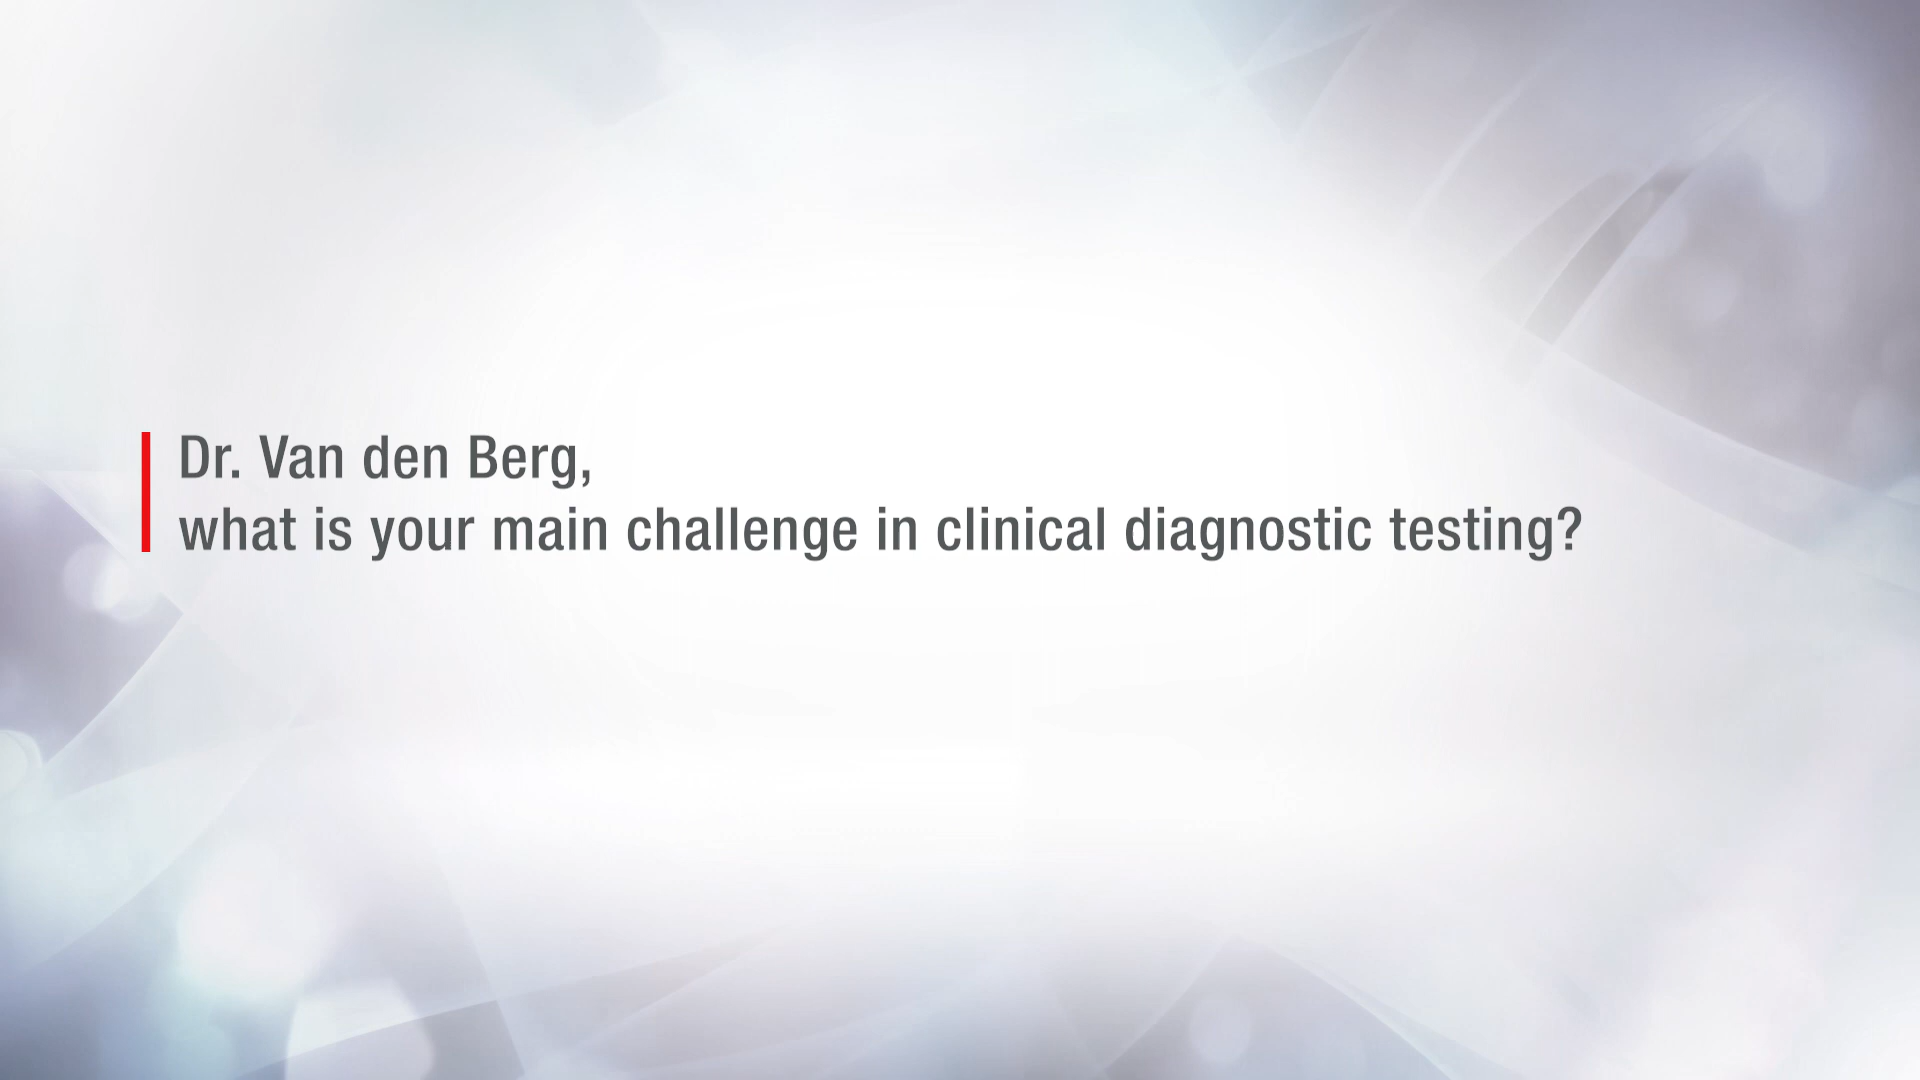 Dr. Van den Berg,
what is your main challenge in clinical diagnostic testing?